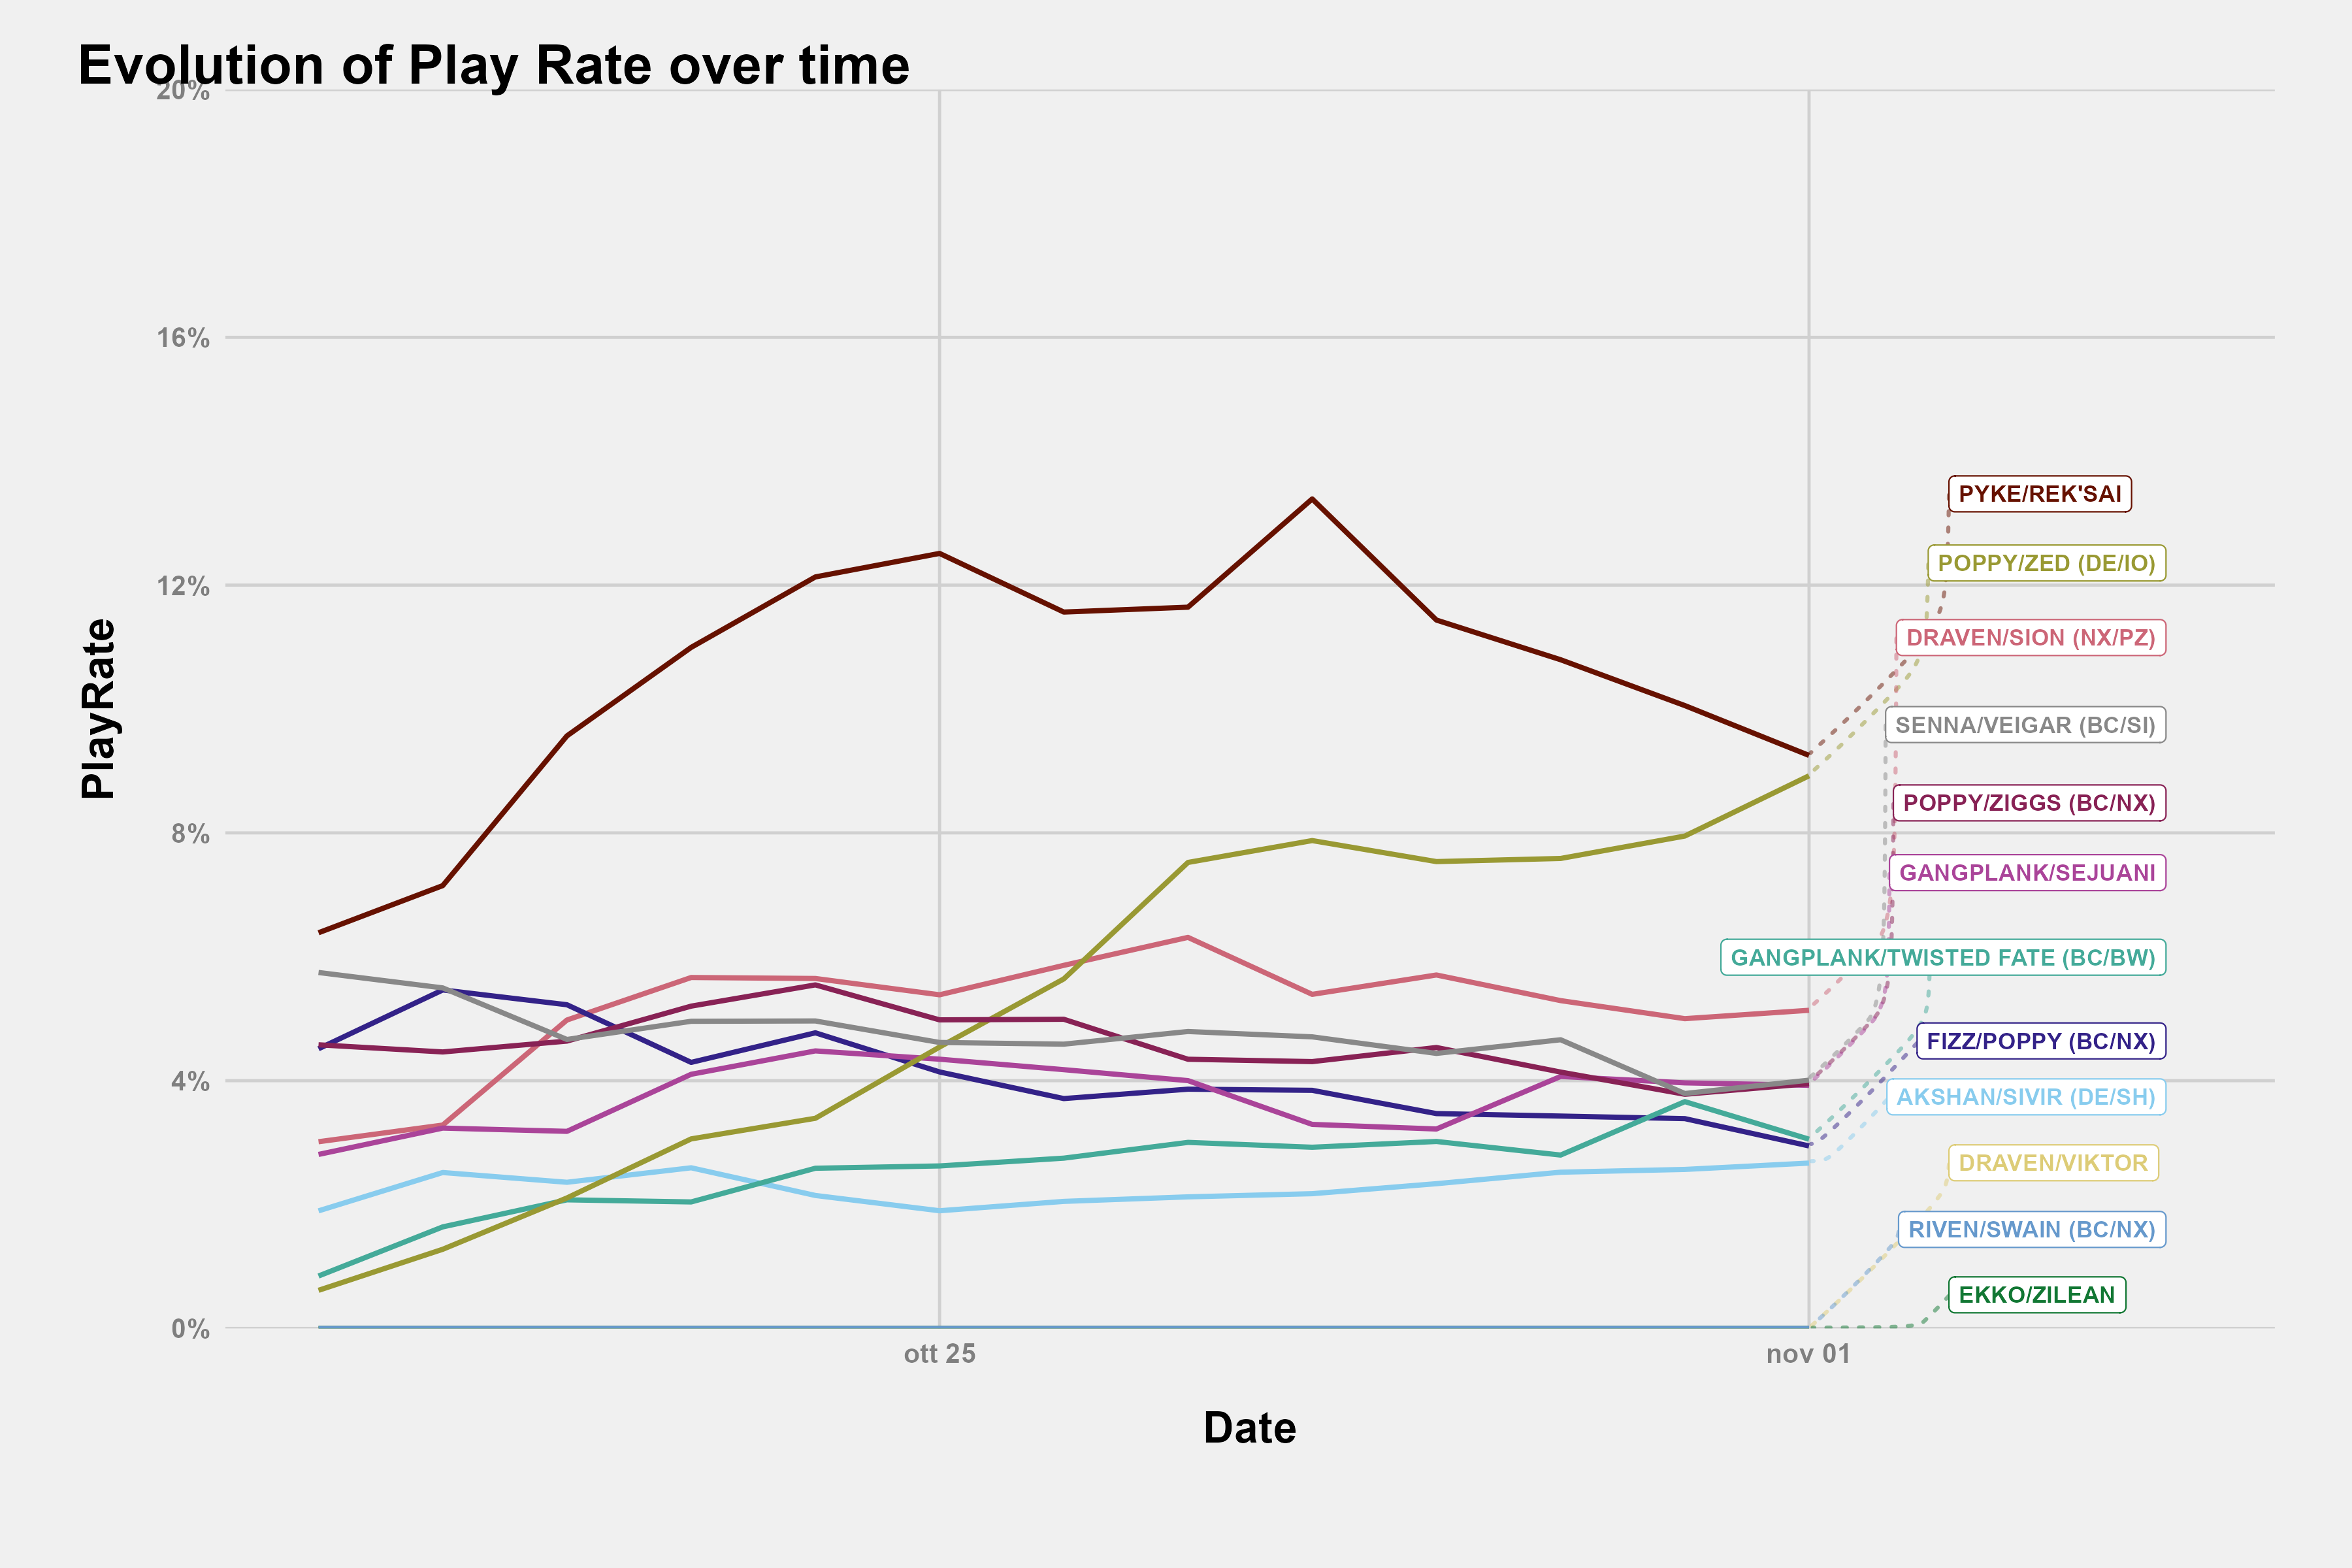 Evolution of Play Rate over time
20%
16%
12%
8%
4%
0%
PlayRate
PYKE/REK'SAI
POPPY/ZED (DE/IO)
DRAVEN/SION (NX/PZ)
SENNA/VEIGAR (BC/SI)
POPPY/ZIGGS (BC/NX)
GANGPLANK/SEJUANI
GANGPLANK/TWISTED FATE (BC/BW)
FIZZ/POPPY (BC/NX)
AKSHAN/SIVIR (DE/SH)
DRAVEN/VIKTOR
RIVEN/SWAIN (BC/NX)
EKKO/ZILEAN
ott 25
nov 01
Date